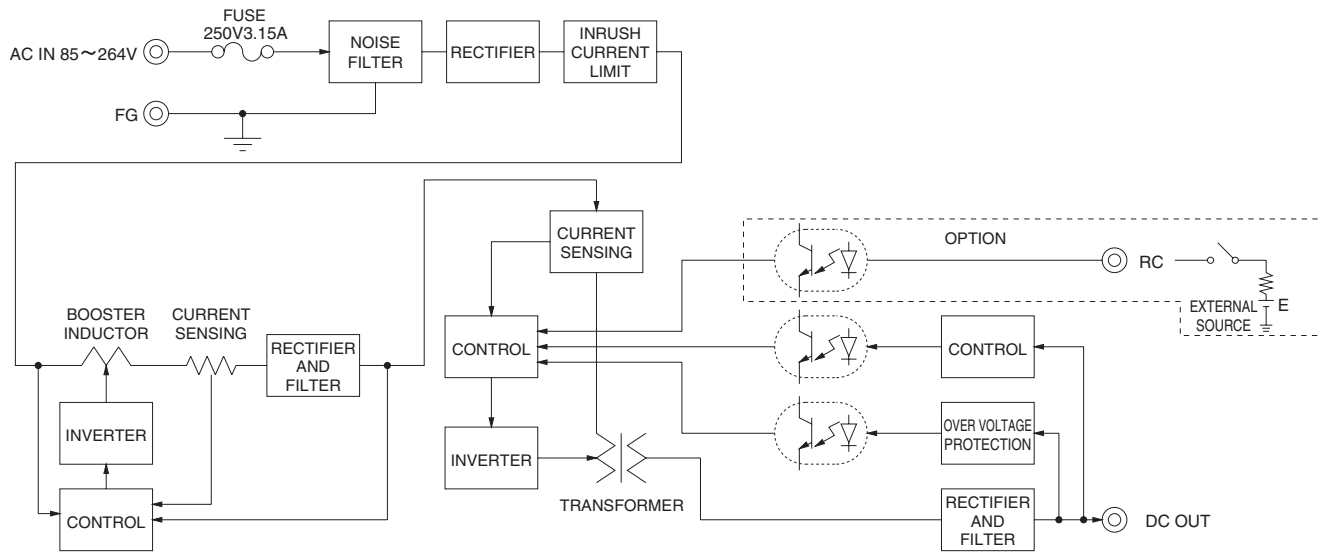 FUSE
250V3.15A
AC IN 85～264V
NOISE
FILTER
RECTIFIER
INRUSH
CURRENT
LIMIT
FG
CURRENT
SENSING
OPTION
RC
E
EXTERNAL
SOURCE
BOOSTER
INDUCTOR
CURRENT
SENSING
RECTIFIER
AND
FILTER
CONTROL
CONTROL
INVERTER
INVERTER
OVER VOLTAGE
PROTECTION
TRANSFORMER
CONTROL
RECTIFIER
AND
FILTER
DC OUT